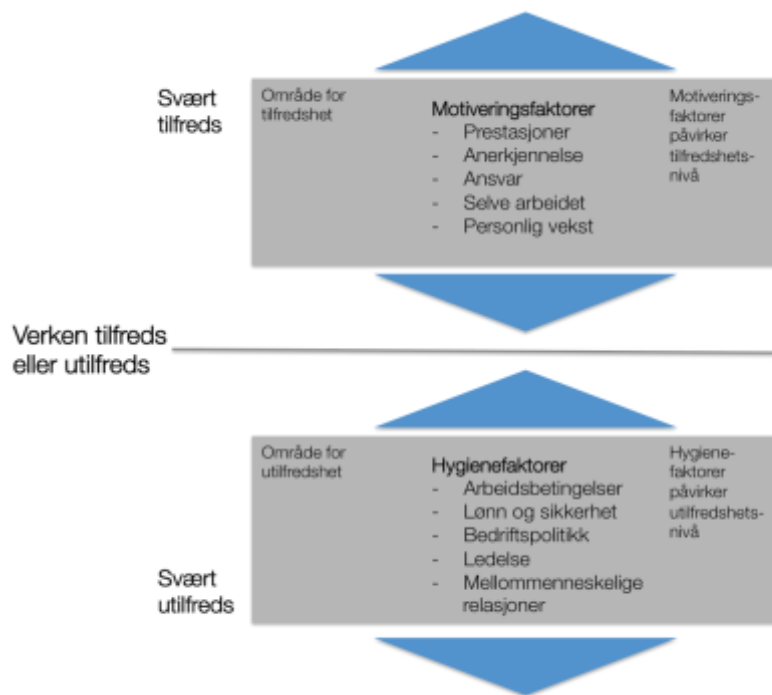 Svært
tilfreds
Område for
tilfredshet
Motiveringsfaktorer
- Prestasjoner
- Anerkjennelse
- Ansvar
- Selve arbeidet
- Personlig vekst
Motiverings-
faktorer
påvirker
tilfredshets-
nivå
Verken tilfreds
eller utilfreds
Område for
utilfredshet
Hygienefaktorer
- Arbeidsbetingelser
- Lønn og sikkerhet
- Bedriftspolitikk
- Ledelse
- Mellommenneskelige
relasjoner
Hygiene-
faktorer
påvirker
utilfredshets-
nivå
Svært
utilfreds